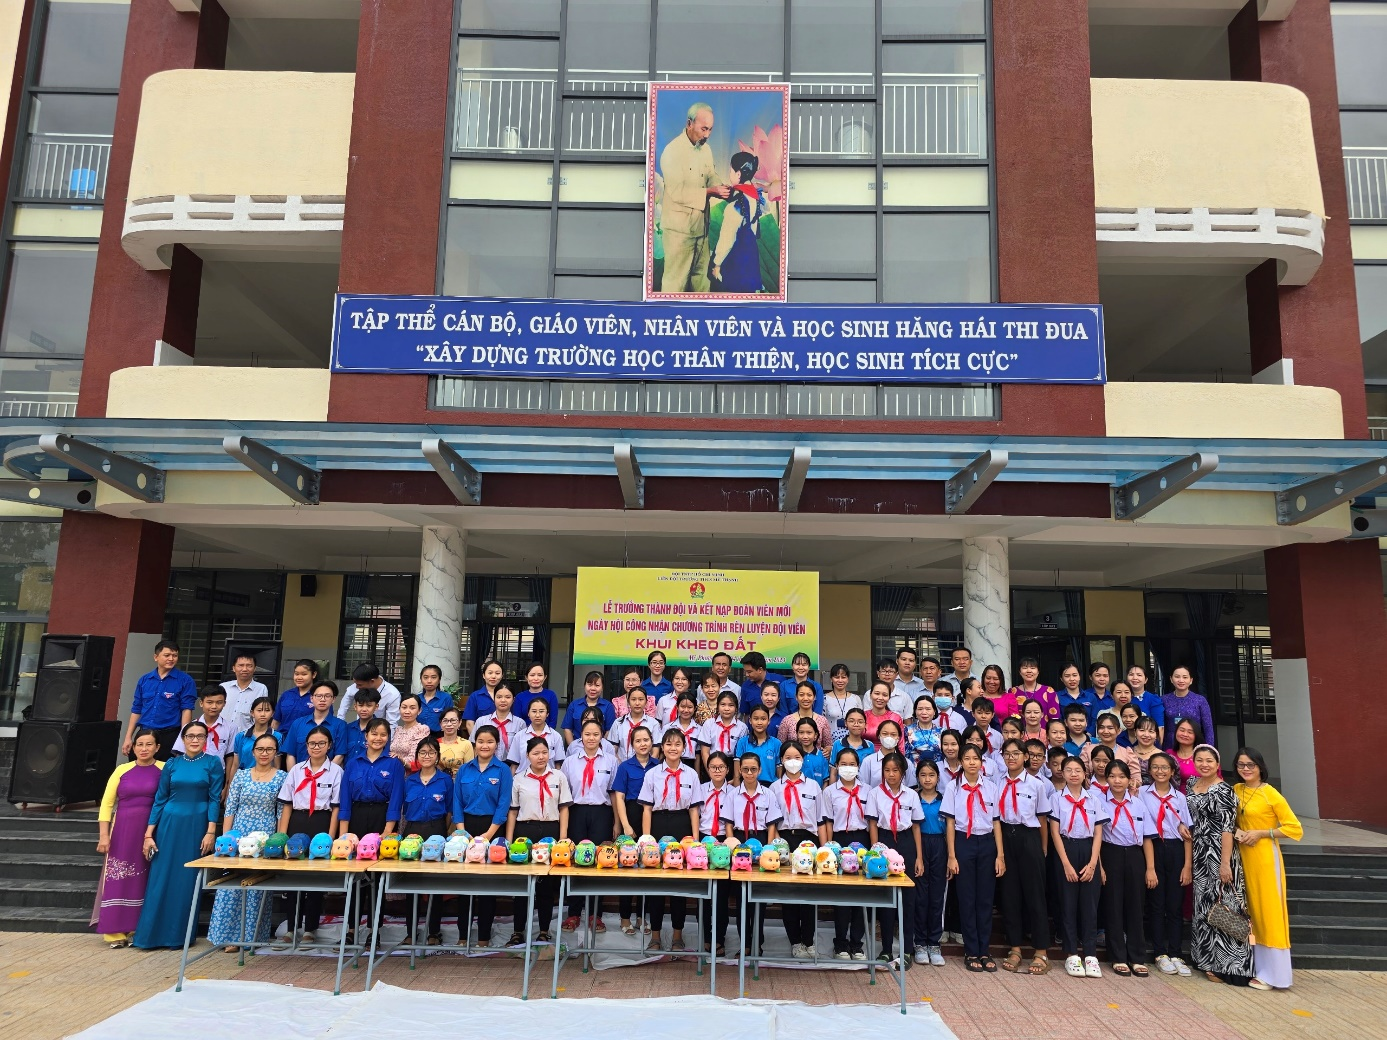 TẬP THỂ CÁN BỘ, GIÁO VIÊN, NHÂN VIÊN VÀ HỌC SINH HĂNG HÁI THI ĐUA
"XÂY DỰNG TRƯỜNG HỌC THÂN THIỆN, HỌC SINH TÍCH CỰC"
LỄ TRƯỞNG THÀNH ĐỘI VÀ KẾT NẠP ĐOÀN VIÊN MỚI
NGÀY HỘI CÔNG NHẬN CHƯƠNG TRÌNH RÈN LUYỆN ĐỘI VIÊN
KHUI KHEO ĐẤT